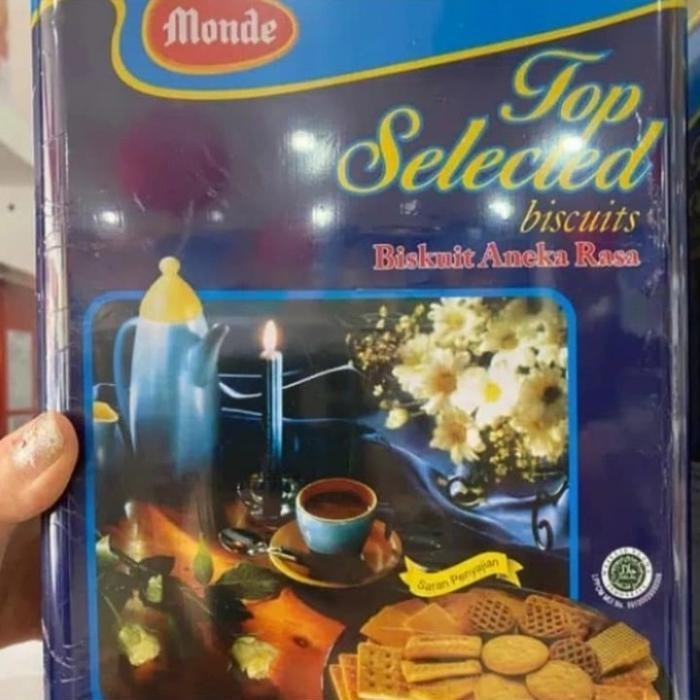 Monde
Top
Selected
biscuits
Biskuit Aneka Rasa
Saran Penyajian